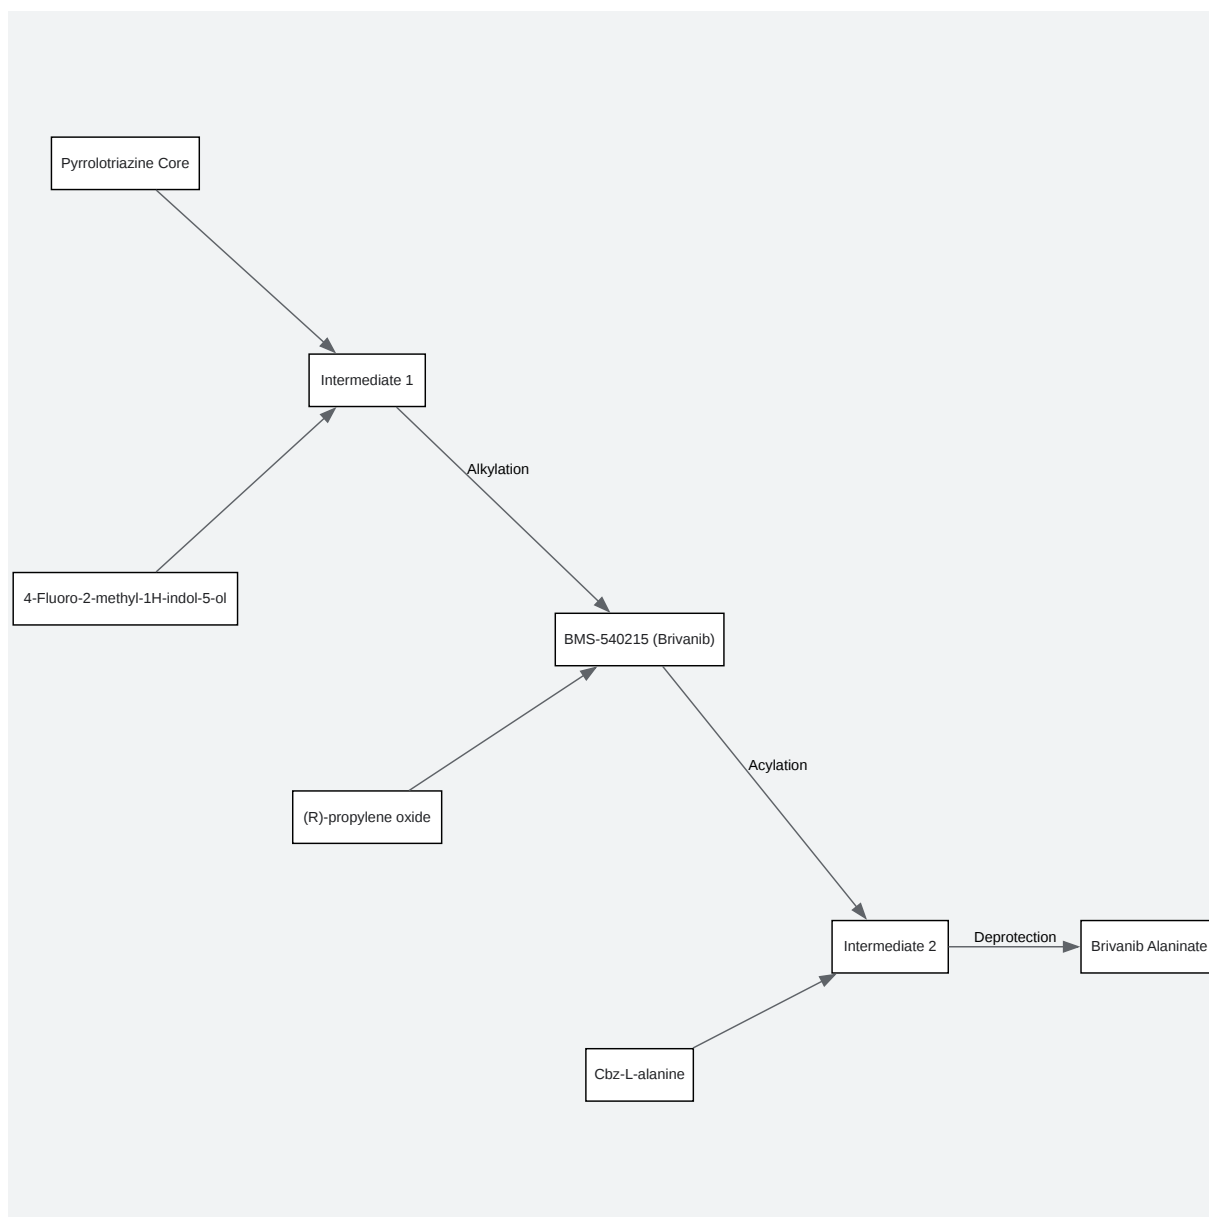 Pyrrolotriazine Core
Intermediate 1
Alkylation
4-Fluoro-2-methyl-1H-indol-5-ol
BMS-540215 (Brivanib)
Acylation
(R)-propylene oxide
Deprotection
Intermediate 2
Brivanib Alaninate
Cbz-L-alanine